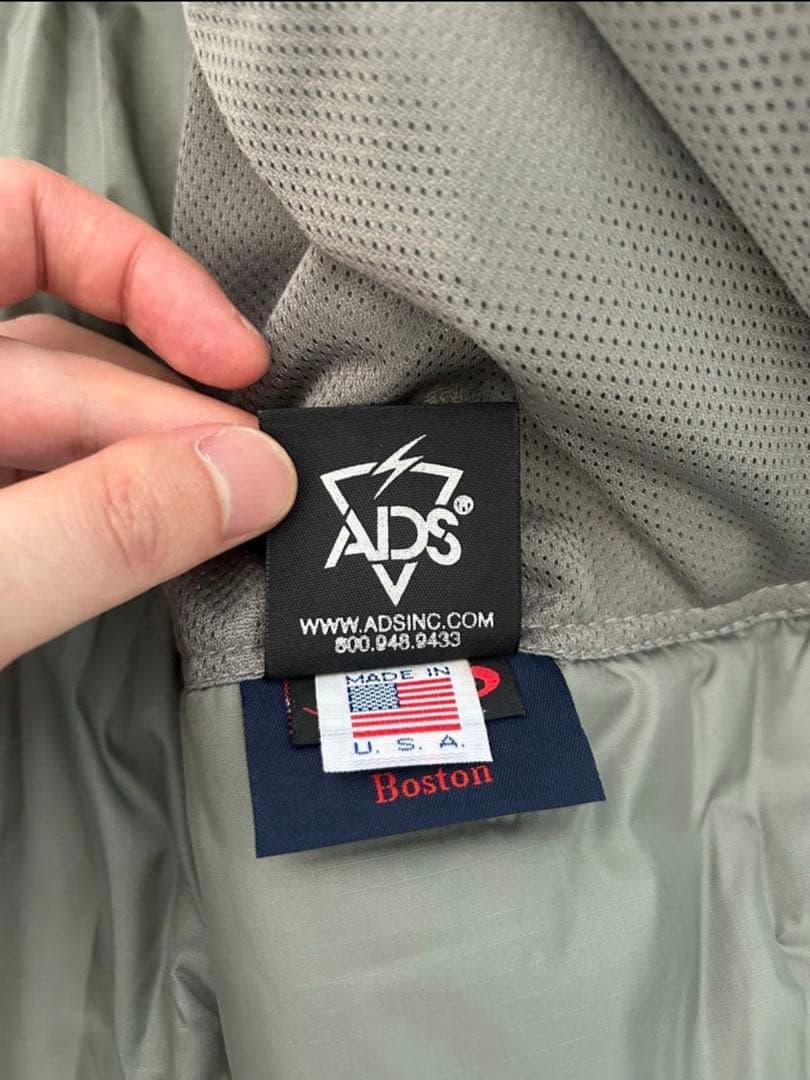 ADS®
WWW.ADSINC.COM
800.948.9433
MADE IN
U. S. A.
Boston